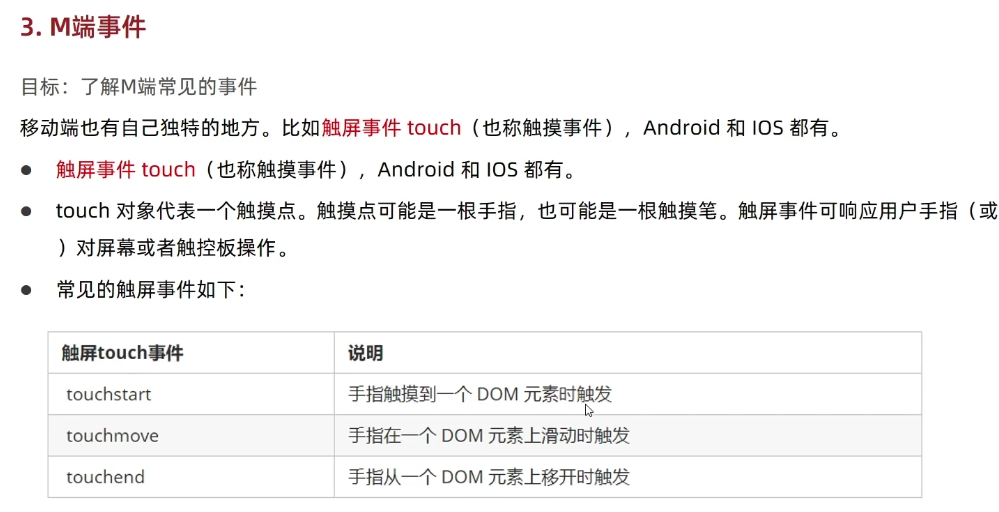 3. M端事件
目标：了解M端常见的事件
移动端也有自己独特的地方。比如触屏事件 touch（也称触摸事件），Android 和 IOS 都有。
● 触屏事件 touch（也称触摸事件），Android 和 IOS 都有。
● touch 对象代表一个触摸点。触摸点可能是一根手指，也可能是一根触摸笔。触屏事件可响应用户手指（或
）对屏幕或者触控板操作。
● 常见的触屏事件如下：
触屏touch事件 说明
touchstart 手指触摸到一个 DOM 元素时触发
touchmove 手指在一个 DOM 元素上滑动时触发
touchend 手指从一个 DOM 元素上移开时触发